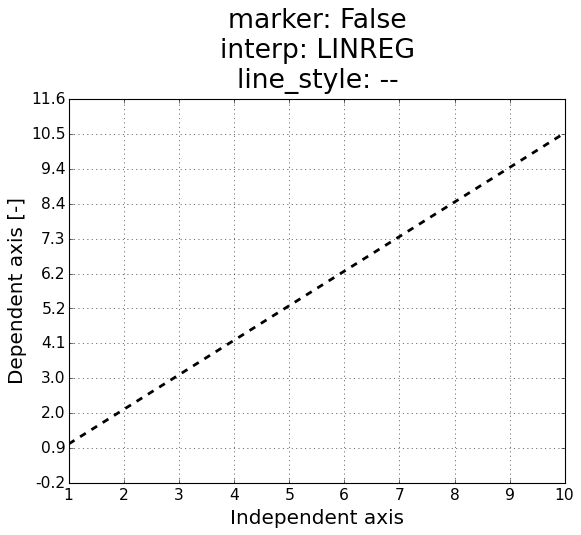 marker: False
interp: LINREG
line_style: --
11.6
10.5
9.4
8.4
7.3
6.2
5.2
4.1
3.0
2.0
0.9
-0.2
Dependent axis [-]
1 2 3 4 5 6 7 8 9 10
Independent axis